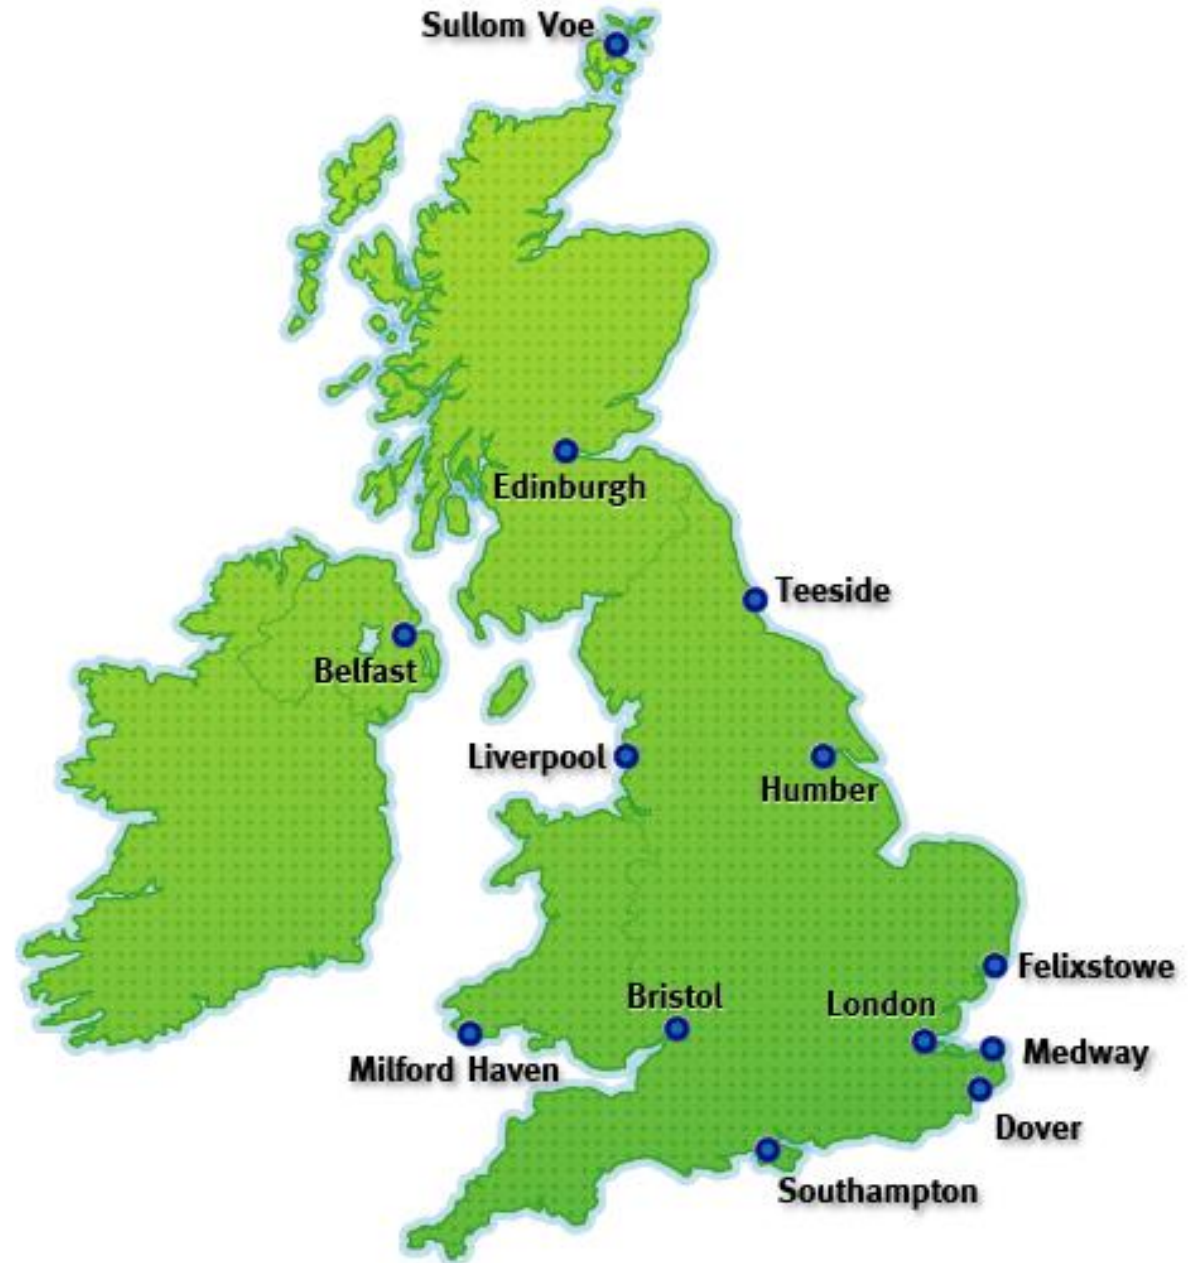 Sullom Voe
Edinburgh
Teeside
Belfast
Liverpool
Humber
Felixstowe
Bristol
London
Medway
Milford Haven
Dover
Southampton